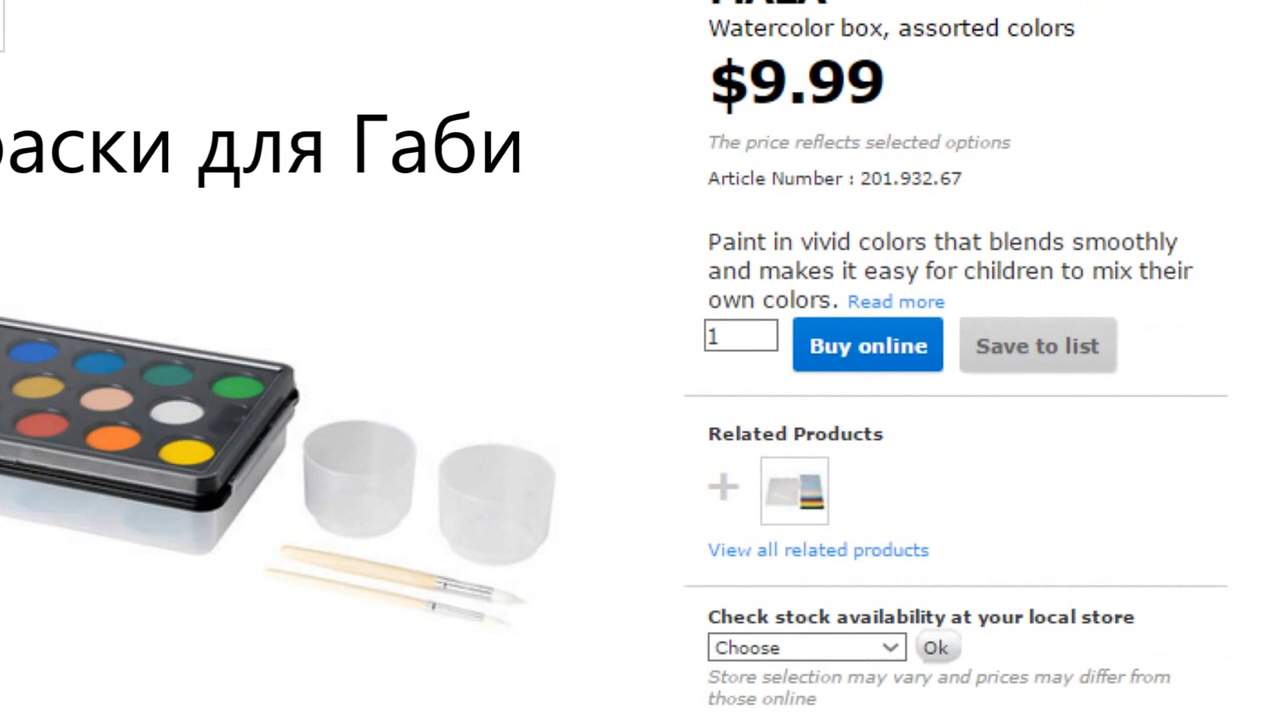 Watercolor box, assorted colors
$9.99
для Габи
The price reflects selected options
Article Number : 201.932.67
Paint in vivid colors that blends smoothly
and makes it easy for children to mix their
own colors. Read more
1
Buy online
Save to list
Related Products
View all related products
Check stock availability at your local store
Choose
Ok
Store selection may vary and prices may differ from
those online